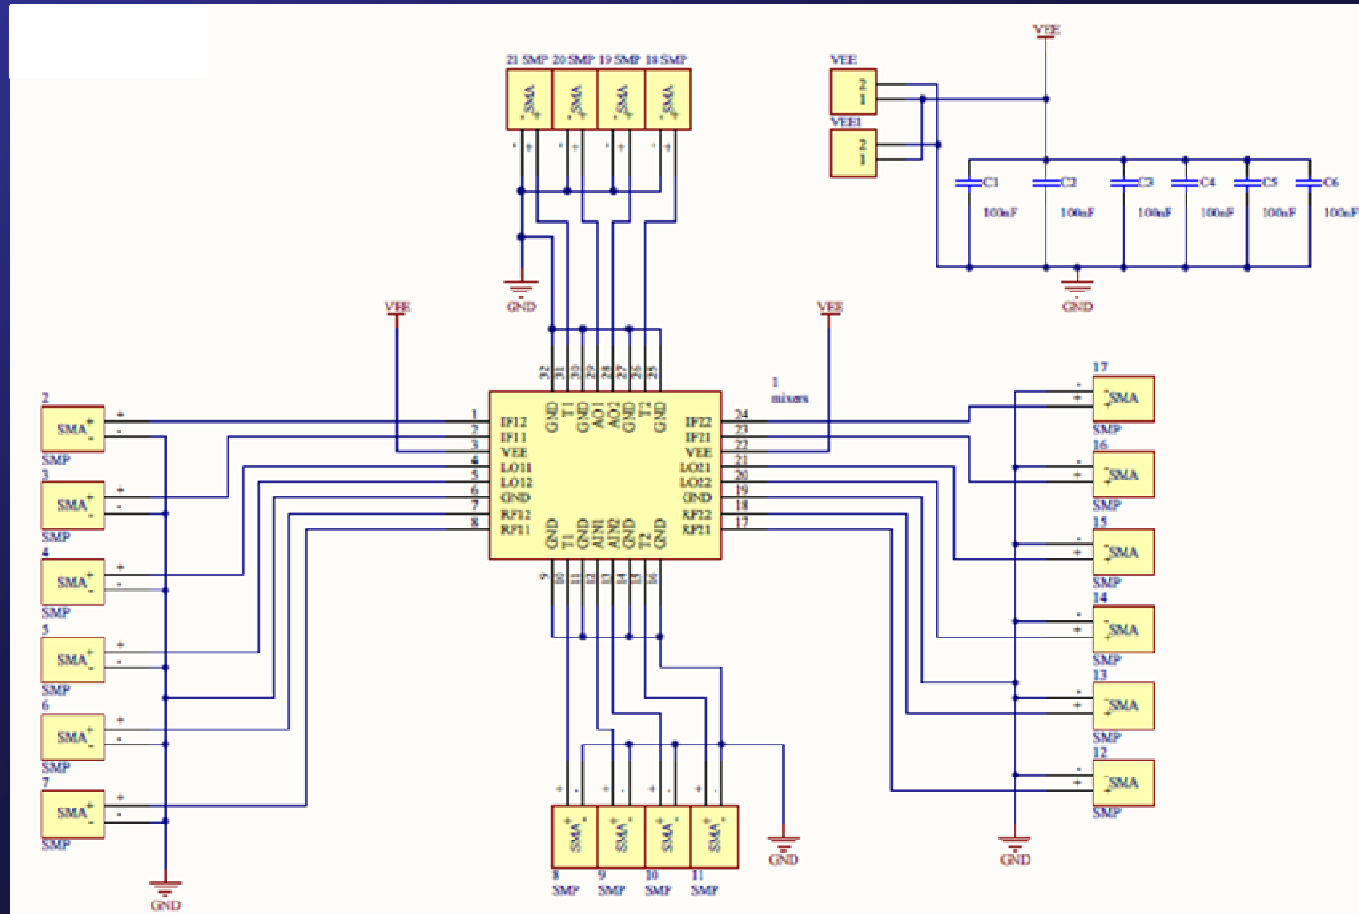 21 SMP 20 SMP 19 SMP 18 SMP
SMA SMA SMA SMA
- + - + - + - +
GND
VEE
VEE
2
1
VEE1
2
1
C1 C2 C3 C4 C5 C6
100nF 100nF 100nF 100nF 100nF 100nF
GND
VEE
VEE
1
mixers
32 31 30 29 28 27 26 25
GND T1 GND AO1 AO2 GND T2 GND
1 IF12
2 IF11
3 VEE
4 LO11
5 LO12
6 GND
7 RF12
8 RF11
IF22 24
IF21 23
VEE 22
LO21 21
LO22 20
GND 19
RF22 18
RF21 17
GND T1 GND AIN1 AIN2 GND T2 GND
9 10 11 12 13 14 15 16
2
SMA + -
SMP
3
SMA + -
SMP
4
SMA + -
SMP
5
SMA + -
SMP
6
SMA + -
SMP
7
SMA + -
SMP
GND
17
- + SMA
SMP
16
- + SMA
SMP
15
- + SMA
SMP
14
- + SMA
SMP
13
- + SMA
SMP
12
- + SMA
SMP
GND
+ - + - + - + -
SMA SMA SMA SMA
8 9 10 11
SMP SMP SMP SMP
GND